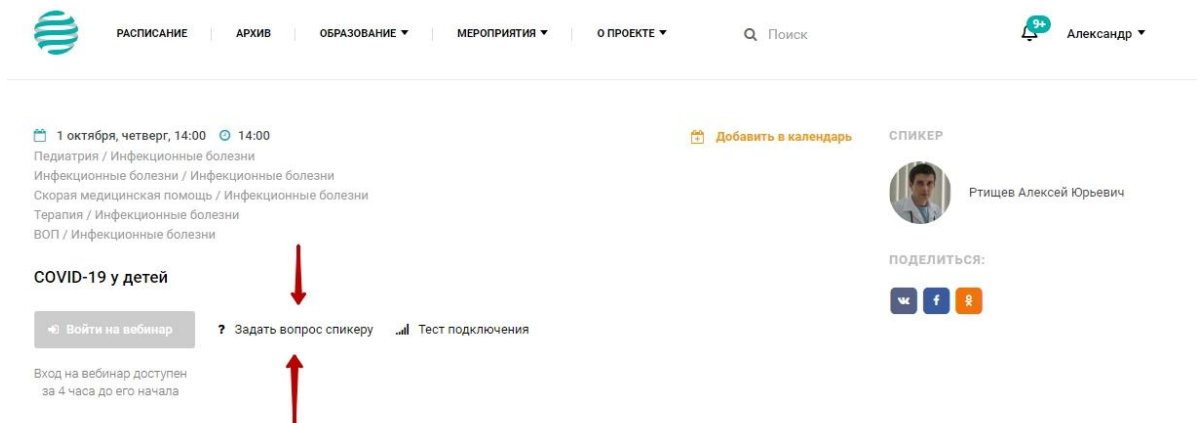 РАСПИСАНИЕ АРХИВ ОБРАЗОВАНИЕ МЕРОПРИЯТИЯ О ПРОЕКТЕ Поиск 9+ Александр
1 октября, четверг, 14:00 14:00
Добавить в календарь
Педиатрия / Инфекционные болезни
Инфекционные болезни / Инфекционные болезни
Скорая медицинская помощь / Инфекционные болезни
Терапия / Инфекционные болезни
ВОП / Инфекционные болезни
COVID-19 у детей
Войти на вебинар ? Задать вопрос спикеру Тест подключения
Вход на вебинар доступен
за 4 часа до его начала
СПИКЕР
Ртищев Алексей Юрьевич
ПОДЕЛИТЬСЯ: